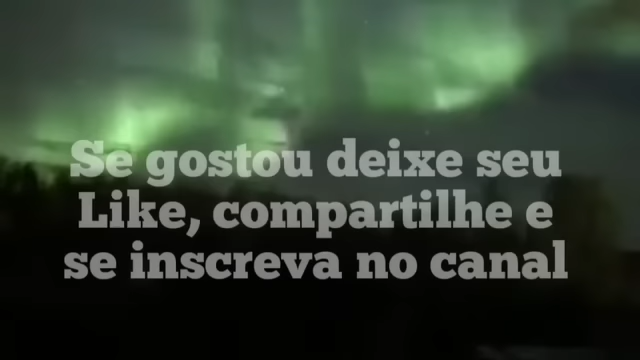 Se gostou deixe seu
Like, compartilhe e
se inscreva no canal